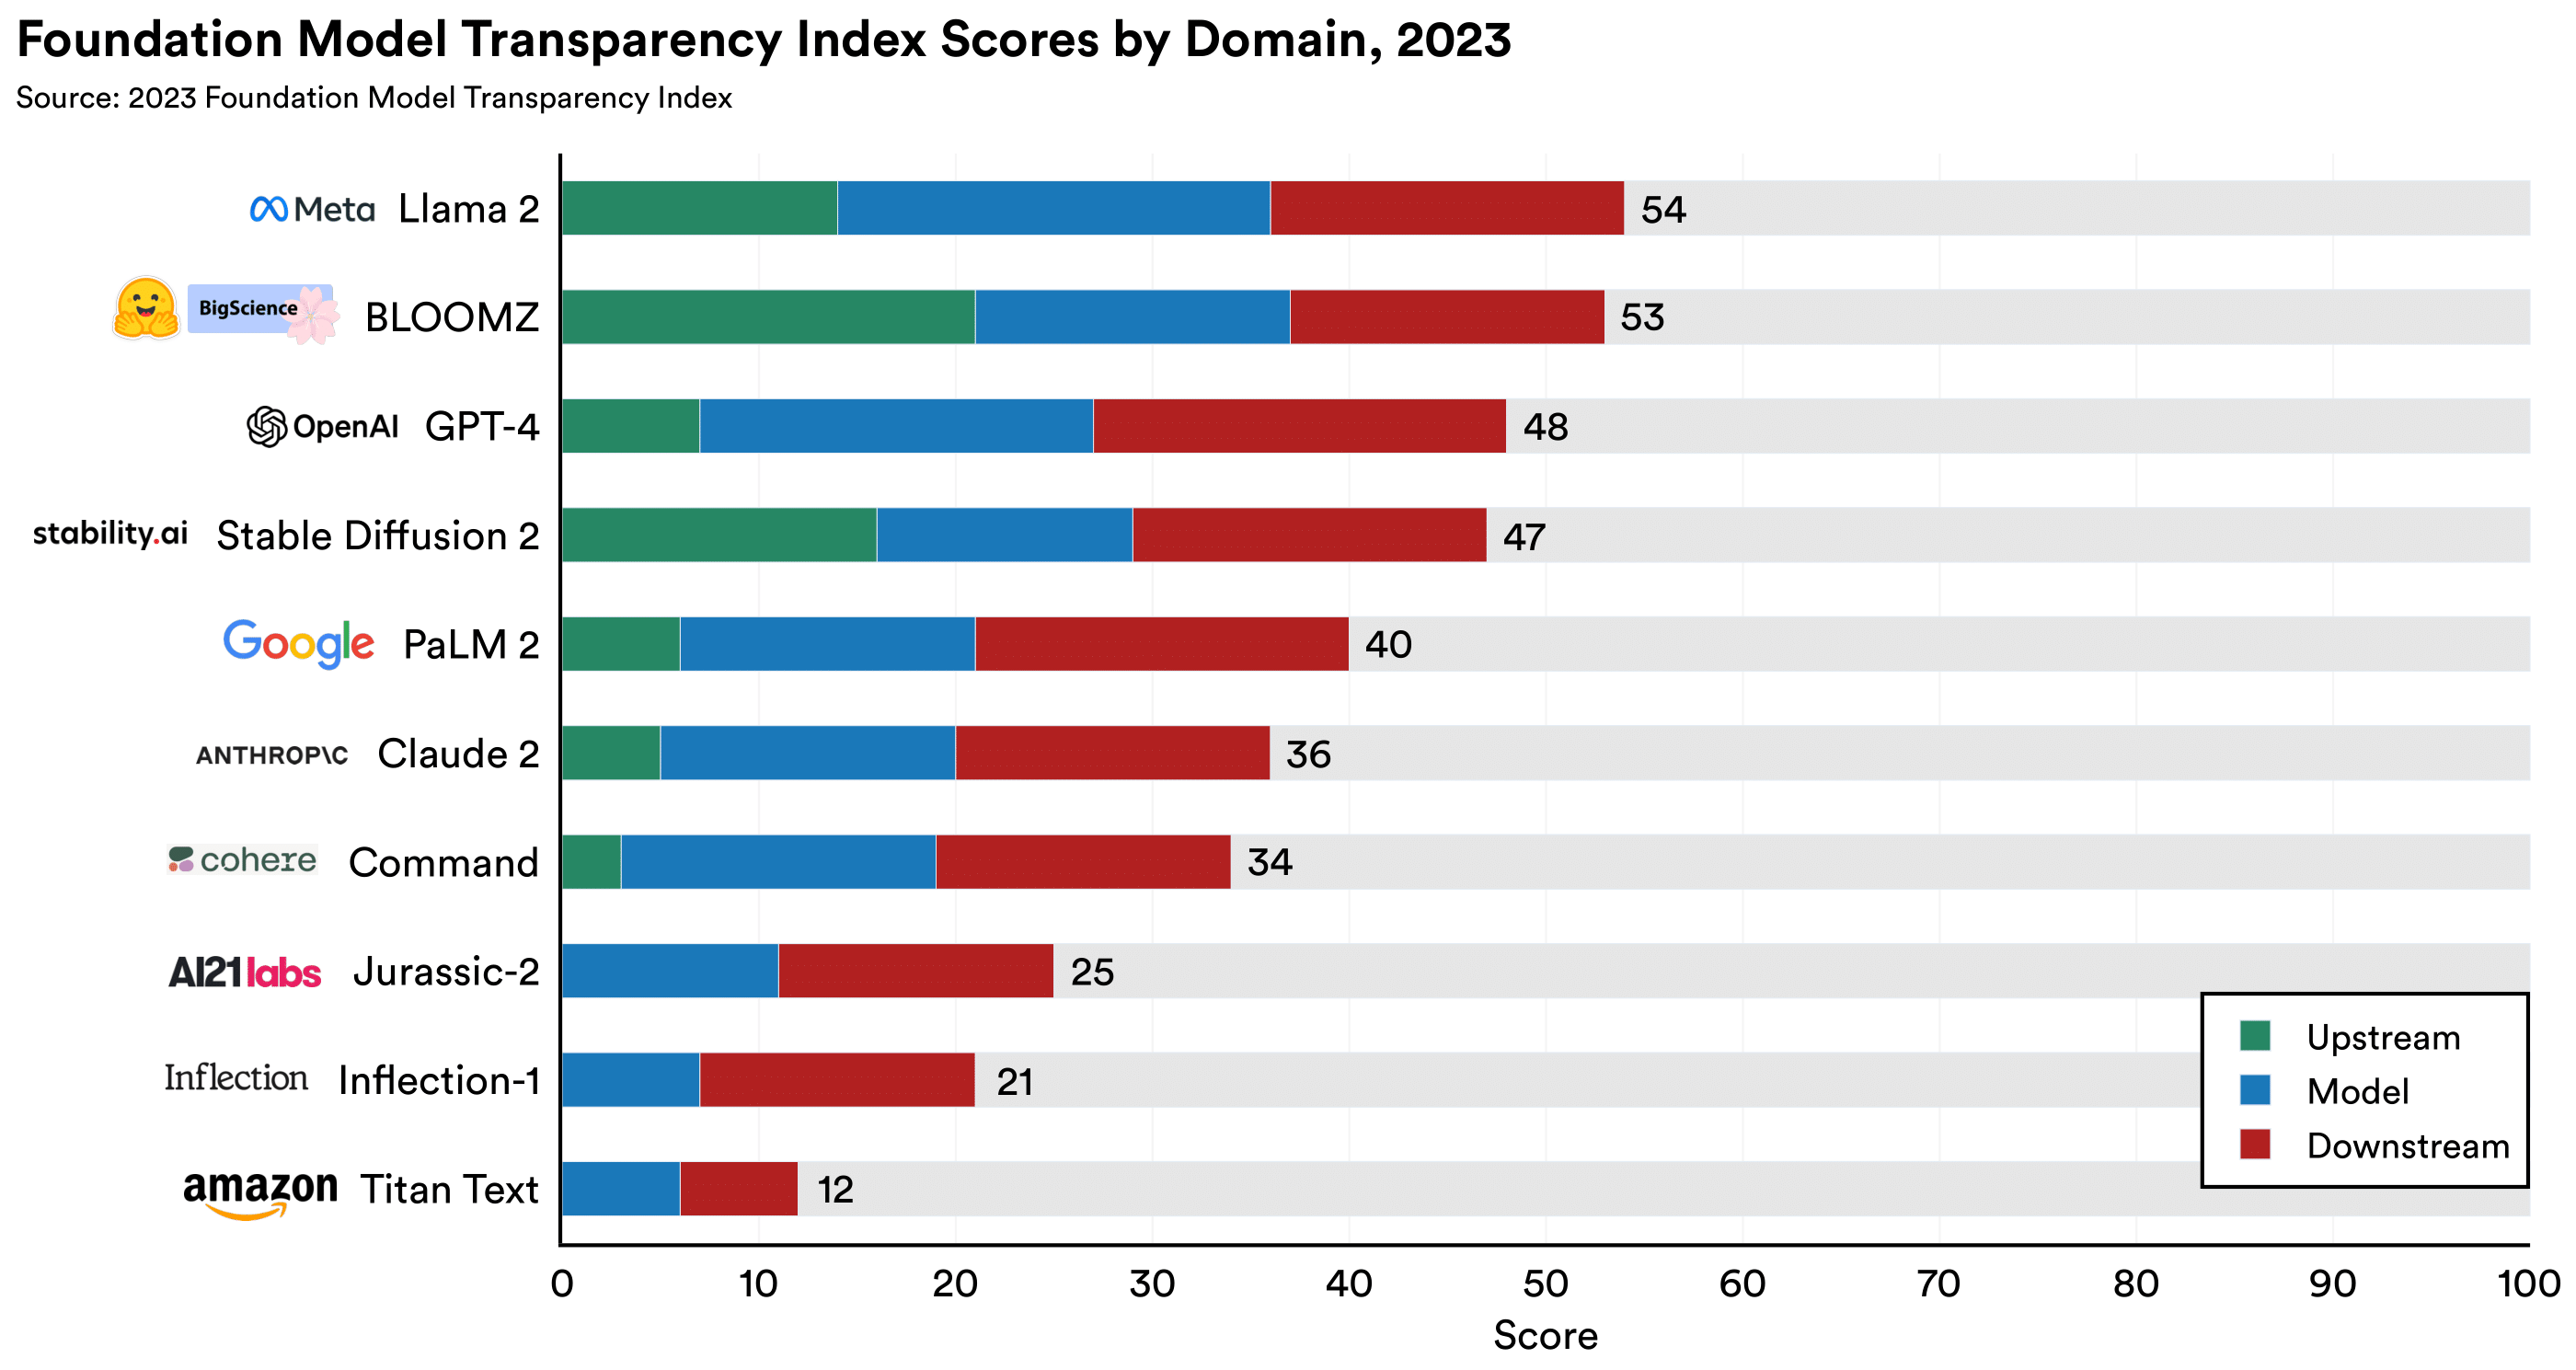 Foundation Model Transparency Index Scores by Domain, 2023
Source: 2023 Foundation Model Transparency Index
Meta Llama 2 54
BigScience BLOOMZ 53
OpenAI GPT-4 48
stability.ai Stable Diffusion 2 47
Google PaLM 2 40
ANTHROP\C Claude 2 36
cohere Command 34
AI21labs Jurassic-2 25
Inflection Inflection-1 21
amazon Titan Text 12
Upstream
Model
Downstream
0 10 20 30 40 50 60 70 80 90 100
Score